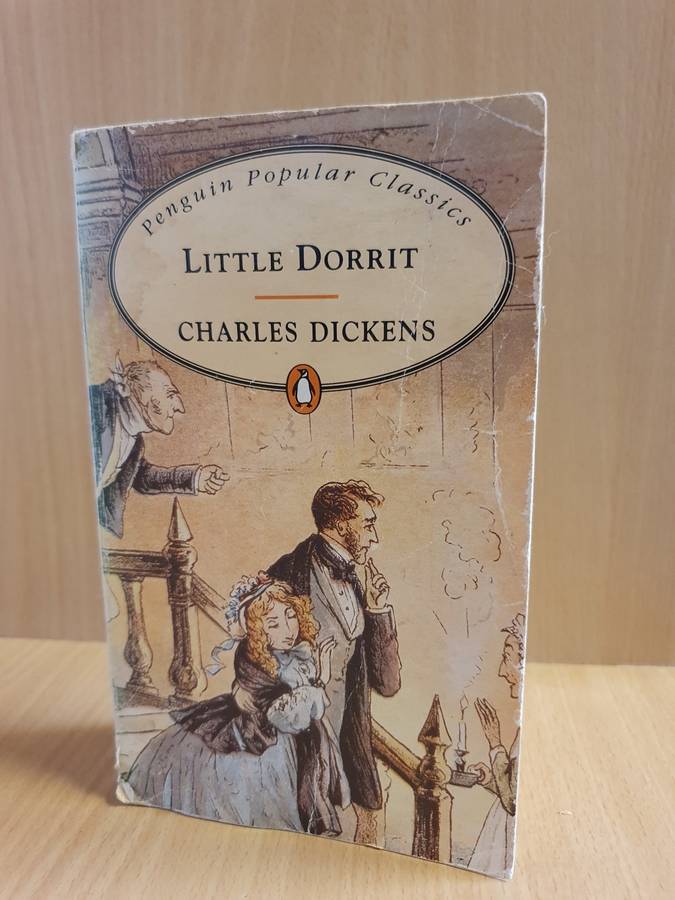 Penguin Popular Classics
LITTLE DORRIT
CHARLES DICKENS